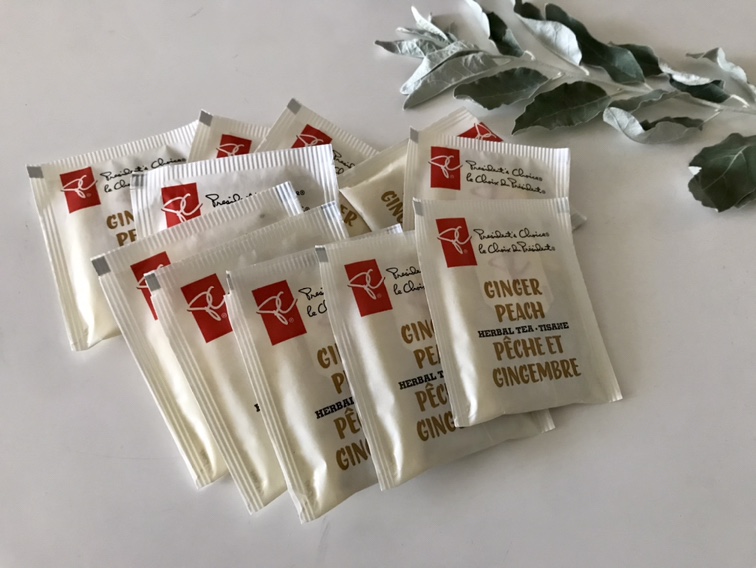 President's Choice®
le Choix du Président®
GINGER
PEACH
HERBAL TEA • TISANE
PÊCHE ET
GINGEMBRE